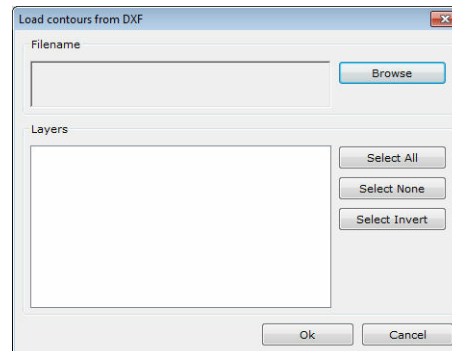 Load contours from DXF
Filename
Browse
Layers
Select All
Select None
Select Invert
Ok
Cancel